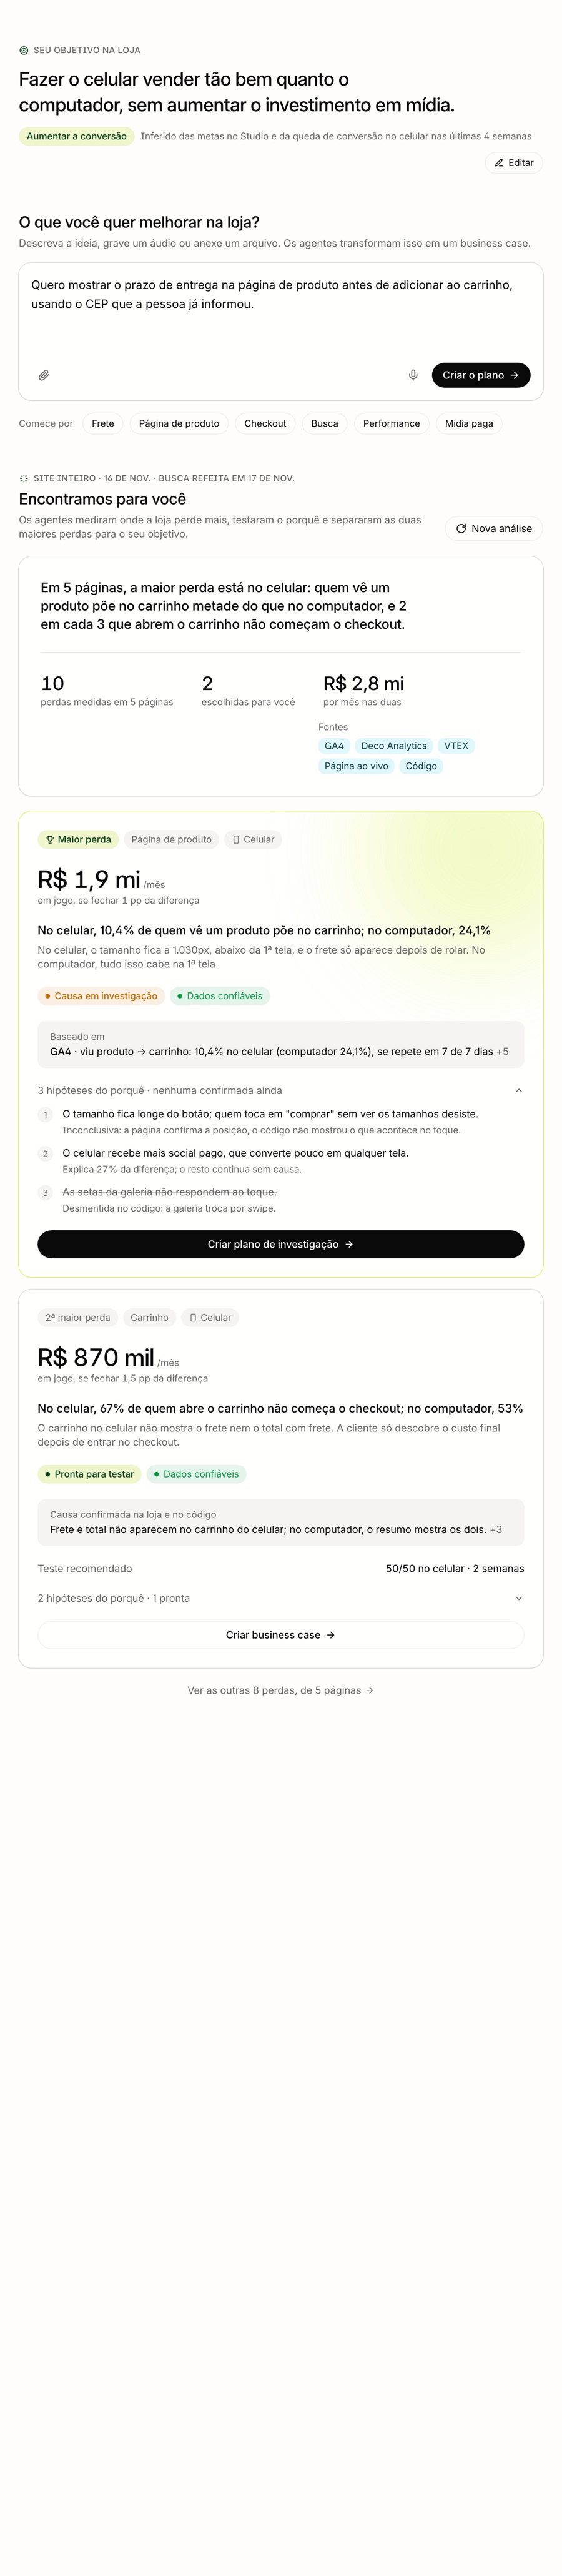 SEU OBJETIVO NA LOJA
Fazer o celular vender tão bem quanto o
computador, sem aumentar o investimento em mídia.
Aumentar a conversão Inferido das metas no Studio e da queda de conversão no celular nas últimas 4 semanas
Editar
O que você quer melhorar na loja?
Descreva a ideia, grave um áudio ou anexe um arquivo. Os agentes transformam isso em um business case.
Quero mostrar o prazo de entrega na página de produto antes de adicionar ao carrinho,
usando o CEP que a pessoa já informou.
Criar o plano →
Comece por Frete Página de produto Checkout Busca Performance Mídia paga
SITE INTEIRO · 16 DE NOV. · BUSCA REFEITA EM 17 DE NOV.
Encontramos para você
Os agentes mediram onde a loja perde mais, testaram o porquê e separaram as duas
maiores perdas para o seu objetivo.
Nova análise
Em 5 páginas, a maior perda está no celular: quem vê um
produto põe no carrinho metade do que no computador, e 2
em cada 3 que abrem o carrinho não começam o checkout.
10 2 R$ 2,8 mi
perdas medidas em 5 páginas escolhidas para você por mês nas duas
Fontes
GA4 Deco Analytics VTEX
Página ao vivo Código
Maior perda Página de produto Celular
R$ 1,9 mi /mês
em jogo, se fechar 1 pp da diferença
No celular, 10,4% de quem vê um produto põe no carrinho; no computador, 24,1%
No celular, o tamanho fica a 1.030px, abaixo da 1ª tela, e o frete só aparece depois de rolar. No
computador, tudo isso cabe na 1ª tela.
Causa em investigação Dados confiáveis
Baseado em
GA4 · viu produto → carrinho: 10,4% no celular (computador 24,1%), se repete em 7 de 7 dias +5
3 hipóteses do porquê · nenhuma confirmada ainda
1 O tamanho fica longe do botão; quem toca em "comprar" sem ver os tamanhos desiste.
Inconclusiva: a página confirma a posição, o código não mostrou o que acontece no toque.
2 O celular recebe mais social pago, que converte pouco em qualquer tela.
Explica 27% da diferença; o resto continua sem causa.
3 As setas da galeria não respondem ao toque.
Desmentida no código: a galeria troca por swipe.
Criar plano de investigação →
2ª maior perda Carrinho Celular
R$ 870 mil /mês
em jogo, se fechar 1,5 pp da diferença
No celular, 67% de quem abre o carrinho não começa o checkout; no computador, 53%
O carrinho no celular não mostra o frete nem o total com frete. A cliente só descobre o custo final
depois de entrar no checkout.
Pronta para testar Dados confiáveis
Causa confirmada na loja e no código
Frete e total não aparecem no carrinho do celular; no computador, o resumo mostra os dois. +3
Teste recomendado 50/50 no celular · 2 semanas
2 hipóteses do porquê · 1 pronta
Criar business case →
Ver as outras 8 perdas, de 5 páginas →